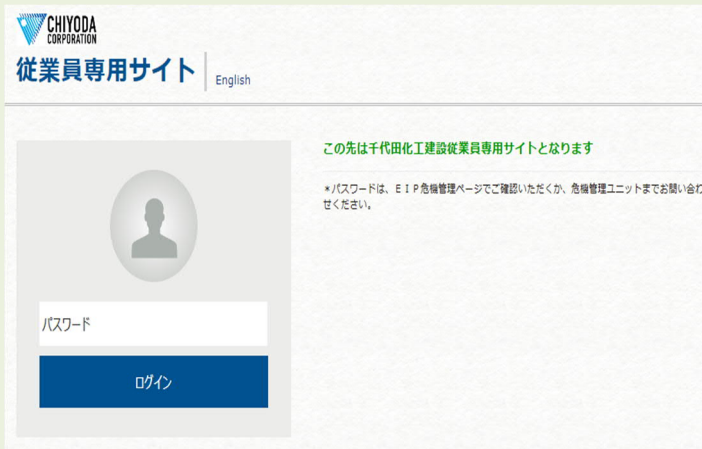 CHIYODA
CORPORATION
従業員専用サイト
English
この先は千代田化工建設従業員専用サイトとなります
*パスワードは、EIP危機管理ページでご確認いただくか、危機管理ユニットまでお問い合わ
せください。
パスワード
ログイン